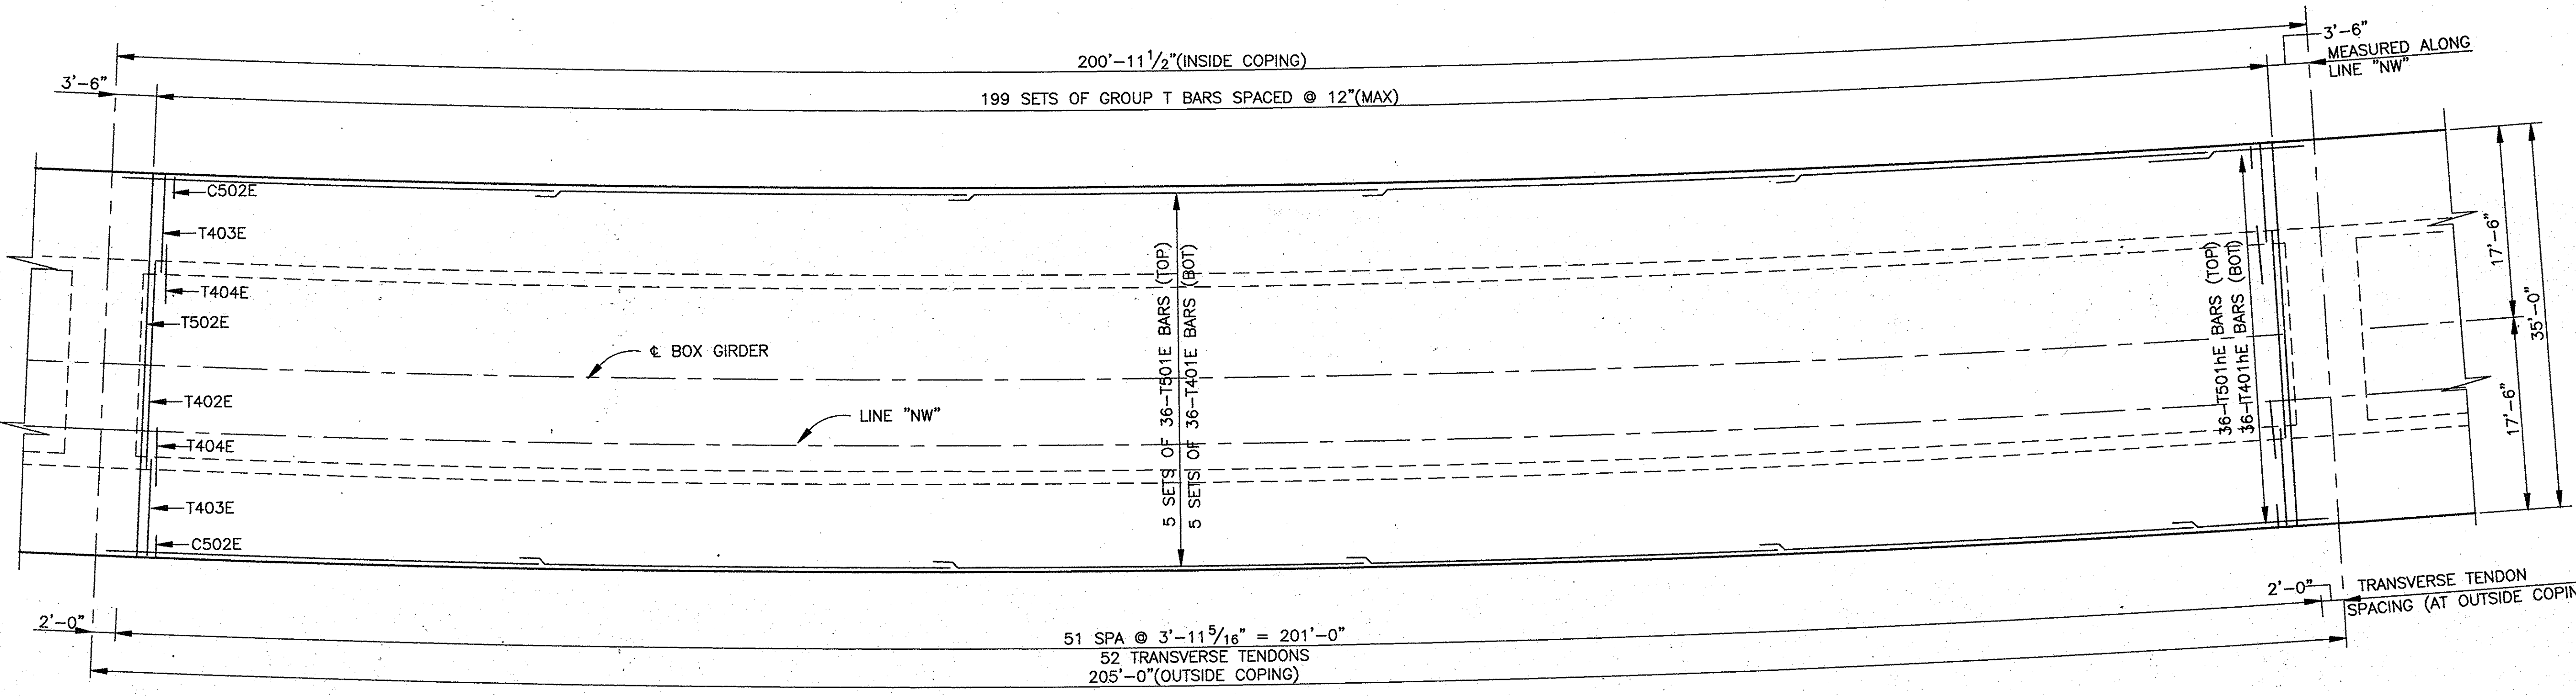 200'-11 1/2"(INSIDE COPING)
3'-6"
MEASURED ALONG
LINE "NW"
3'-6"
199 SETS OF GROUP T BARS SPACED @ 12"(MAX)
C502E
T403E
T404E
T502E
℄ BOX GIRDER
T402E
LINE "NW"
T404E
T403E
C502E
5 SETS OF 36-T501E BARS (TOP)
5 SETS OF 36-T401E BARS (BOT)
36-T501hE BARS (TOP)
36-T401hE BARS (BOT)
17'-6"
17'-6"
35'-0"
2'-0"
TRANSVERSE TENDON
SPACING (AT OUTSIDE
2'-0"
51 SPA @ 3'-11 5/16" = 201'-0"
52 TRANSVERSE TENDONS
205'-0"(OUTSIDE COPING)